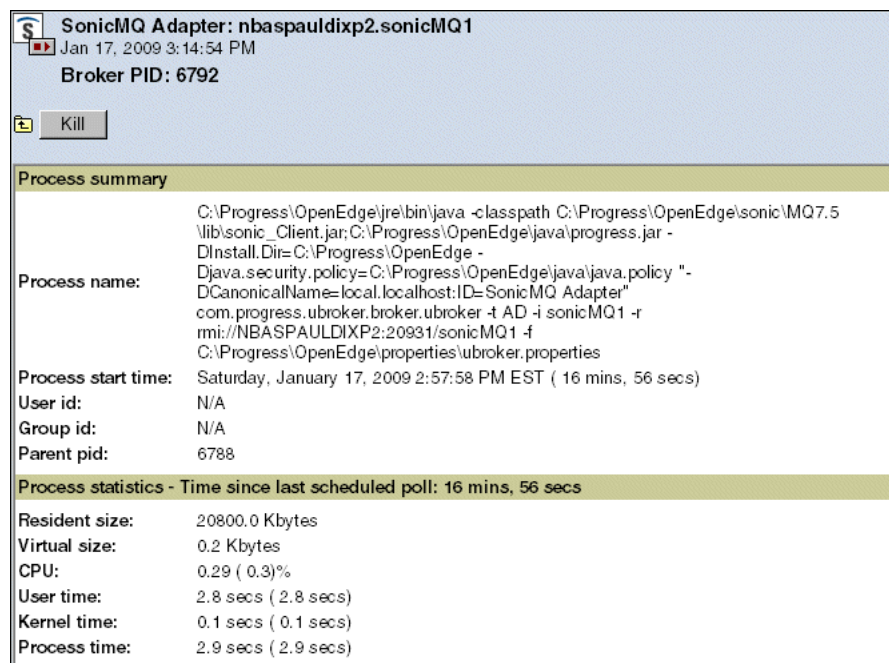 SonicMQ Adapter: nbaspauldixp2.sonicMQ1
Jan 17, 2009 3:14:54 PM
Broker PID: 6792
Kill
Process summary
Process name:
C:\Progress\OpenEdge\jre\bin\java -classpath C:\Progress\OpenEdge\sonic\MQ7.5
\lib\sonic_Client.jar;C:\Progress\OpenEdge\java\progress.jar -
DInstall.Dir=C:\Progress\OpenEdge -
Djava.security.policy=C:\Progress\OpenEdge\java\java.policy "-
DCanonicalName=local.localhost:ID=SonicMQ Adapter"
com.progress.ubroker.broker.ubroker -t AD -i sonicMQ1 -r
rmi://NBASPAULDIXP2:20931/sonicMQ1 -f
C:\Progress\OpenEdge\properties\ubroker.properties
Process start time: Saturday, January 17, 2009 2:57:58 PM EST ( 16 mins, 56 secs)
User id: N/A
Group id: N/A
Parent pid: 6788
Process statistics - Time since last scheduled poll: 16 mins, 56 secs
Resident size: 20800.0 Kbytes
Virtual size: 0.2 Kbytes
CPU: 0.29 ( 0.3)%
User time: 2.8 secs ( 2.8 secs)
Kernel time: 0.1 secs ( 0.1 secs)
Process time: 2.9 secs ( 2.9 secs)